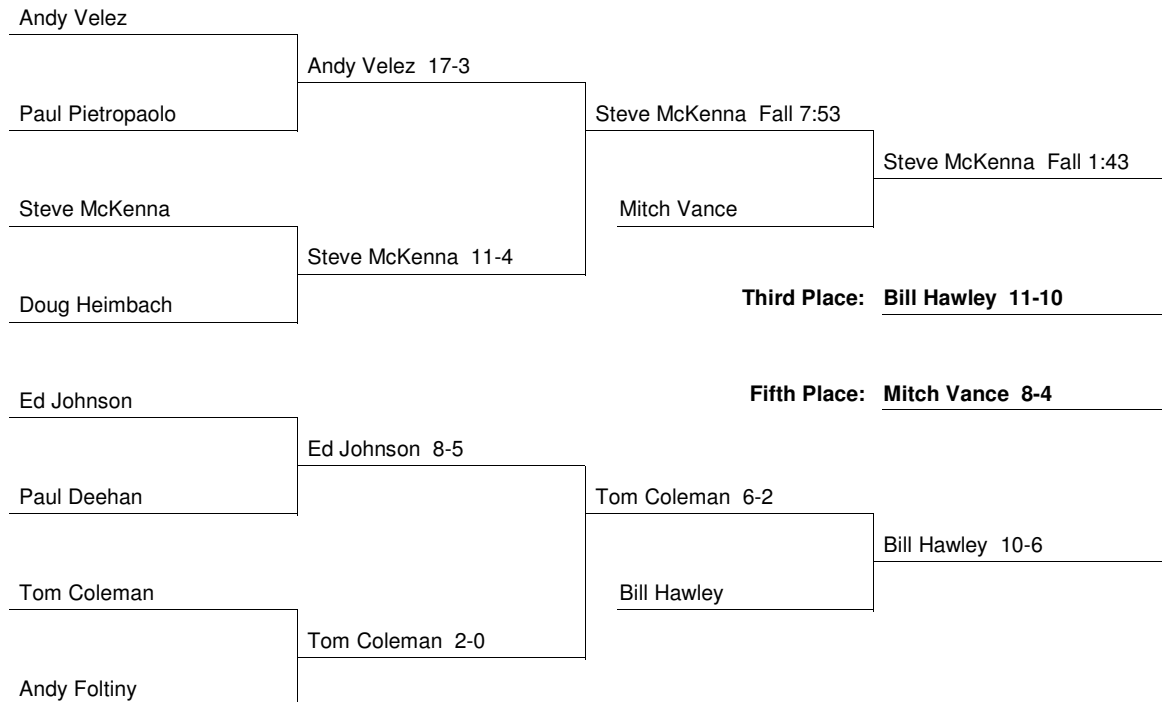 Andy Velez
Andy Velez 17-3
Paul Pietropaolo
Steve McKenna Fall 7:53
Steve McKenna Fall 1:43
Steve McKenna
Mitch Vance
Steve McKenna 11-4
Doug Heimbach
Third Place: Bill Hawley 11-10
Ed Johnson
Fifth Place: Mitch Vance 8-4
Ed Johnson 8-5
Paul Deehan
Tom Coleman 6-2
Bill Hawley 10-6
Tom Coleman
Bill Hawley
Tom Coleman 2-0
Andy Foltiny